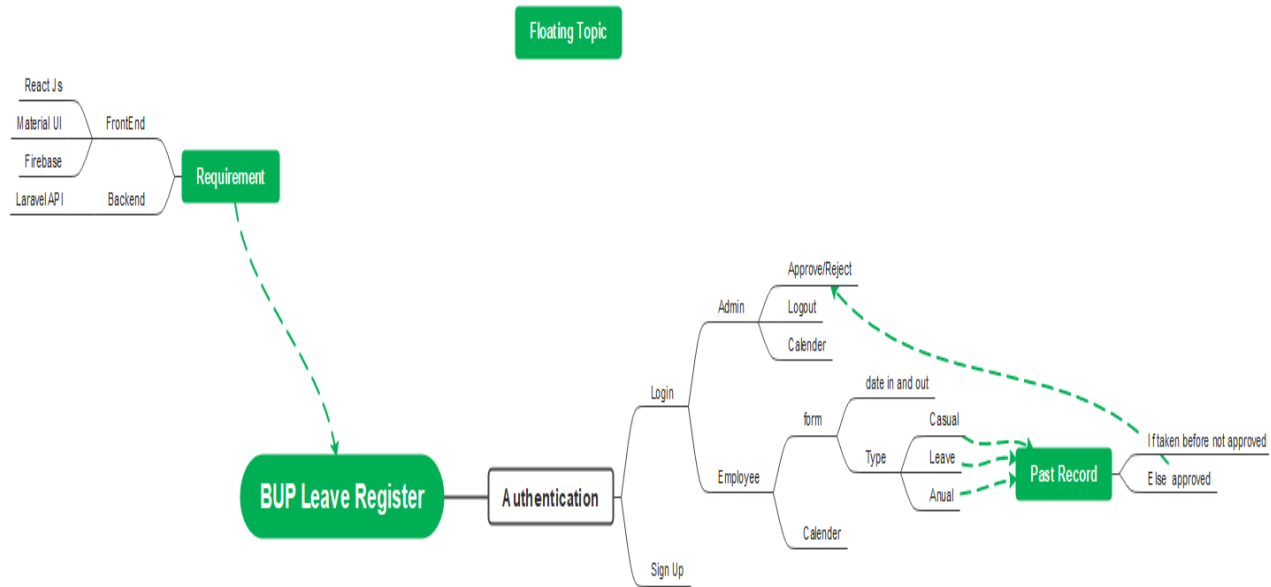 Floating Topic
React Js
Material UI
FrontEnd
Firebase
Requirement
Laravel API
Backend
Approve/Reject
Admin
Logout
Calender
Login
date in and out
form
Casual
Type
Leave
Anual
Employee
Calender
Past Record
If taken before not approved
Else approved
BUP Leave Register
Authentication
Sign Up